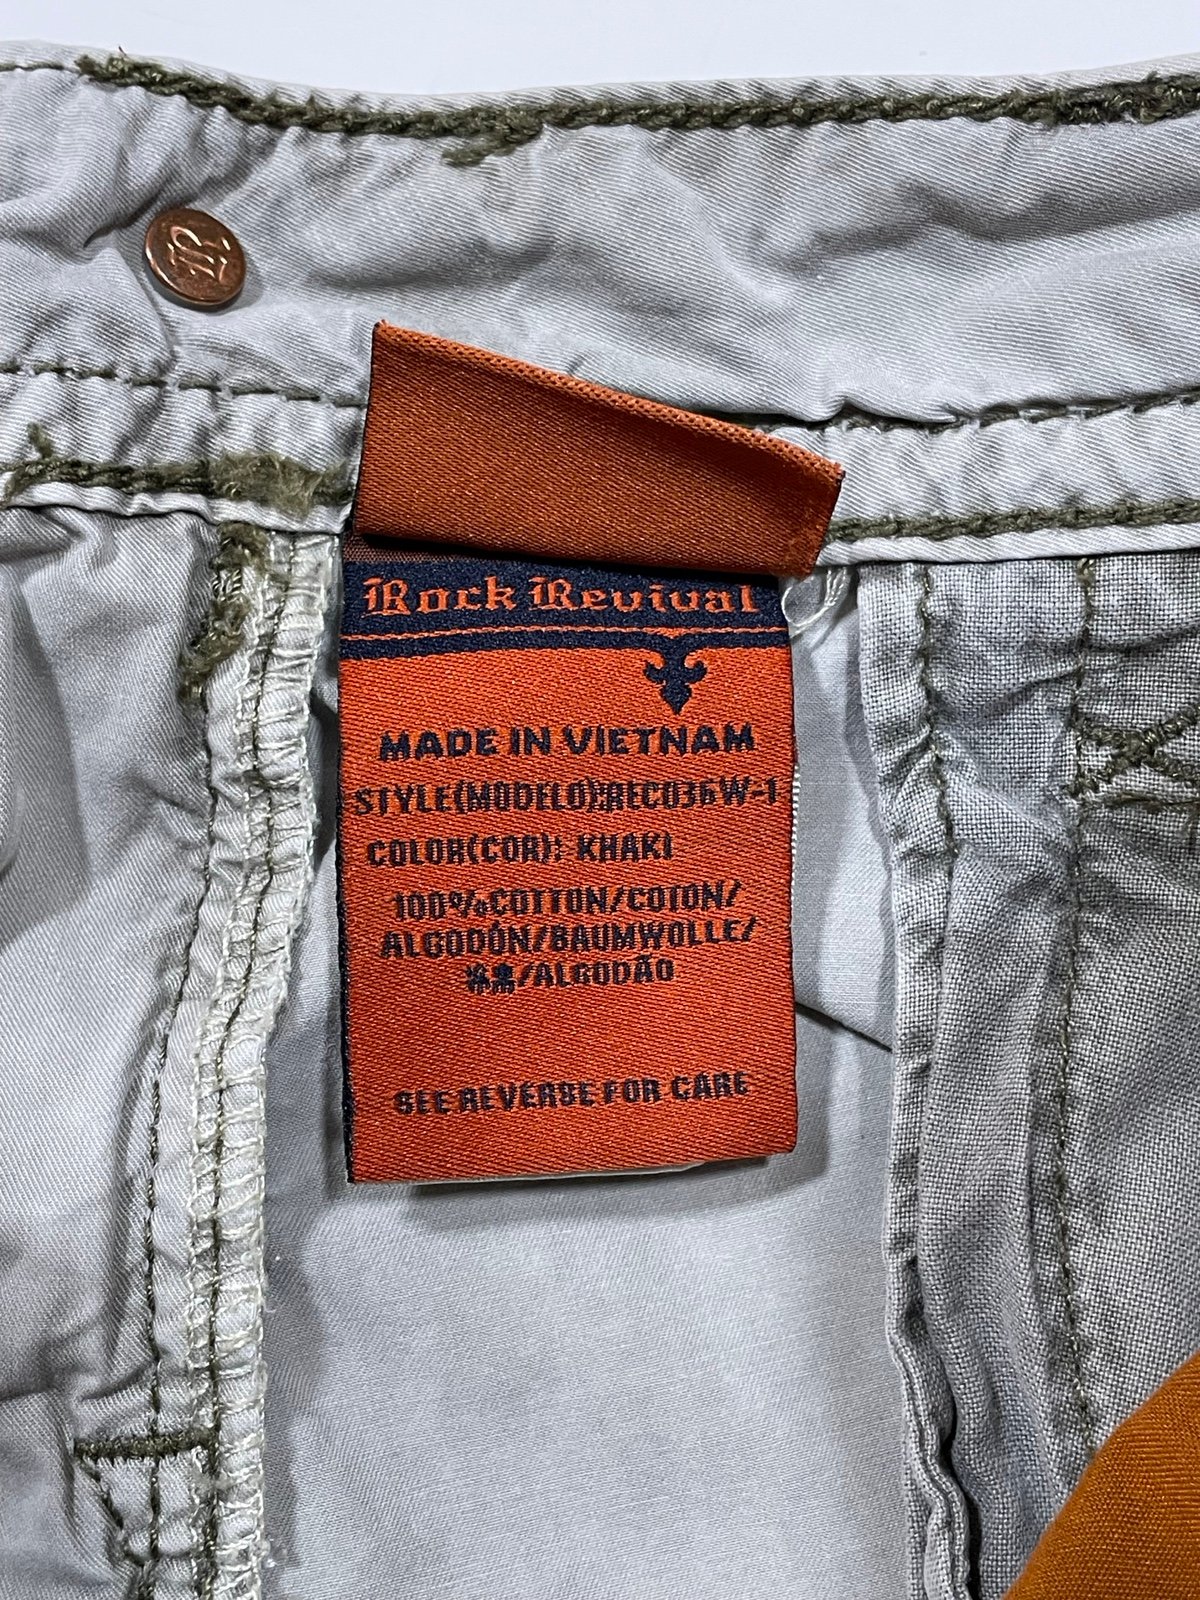 R
Rock Revival
MADE IN VIETNAM
STYLE(MODELO):REC036W-1
COLOR(COR): KHAKI
100%COTTON/COTON/
ALGODÓN/BAUMWOLLE/
/ALGODÃO
SEE REVERSE FOR CARE